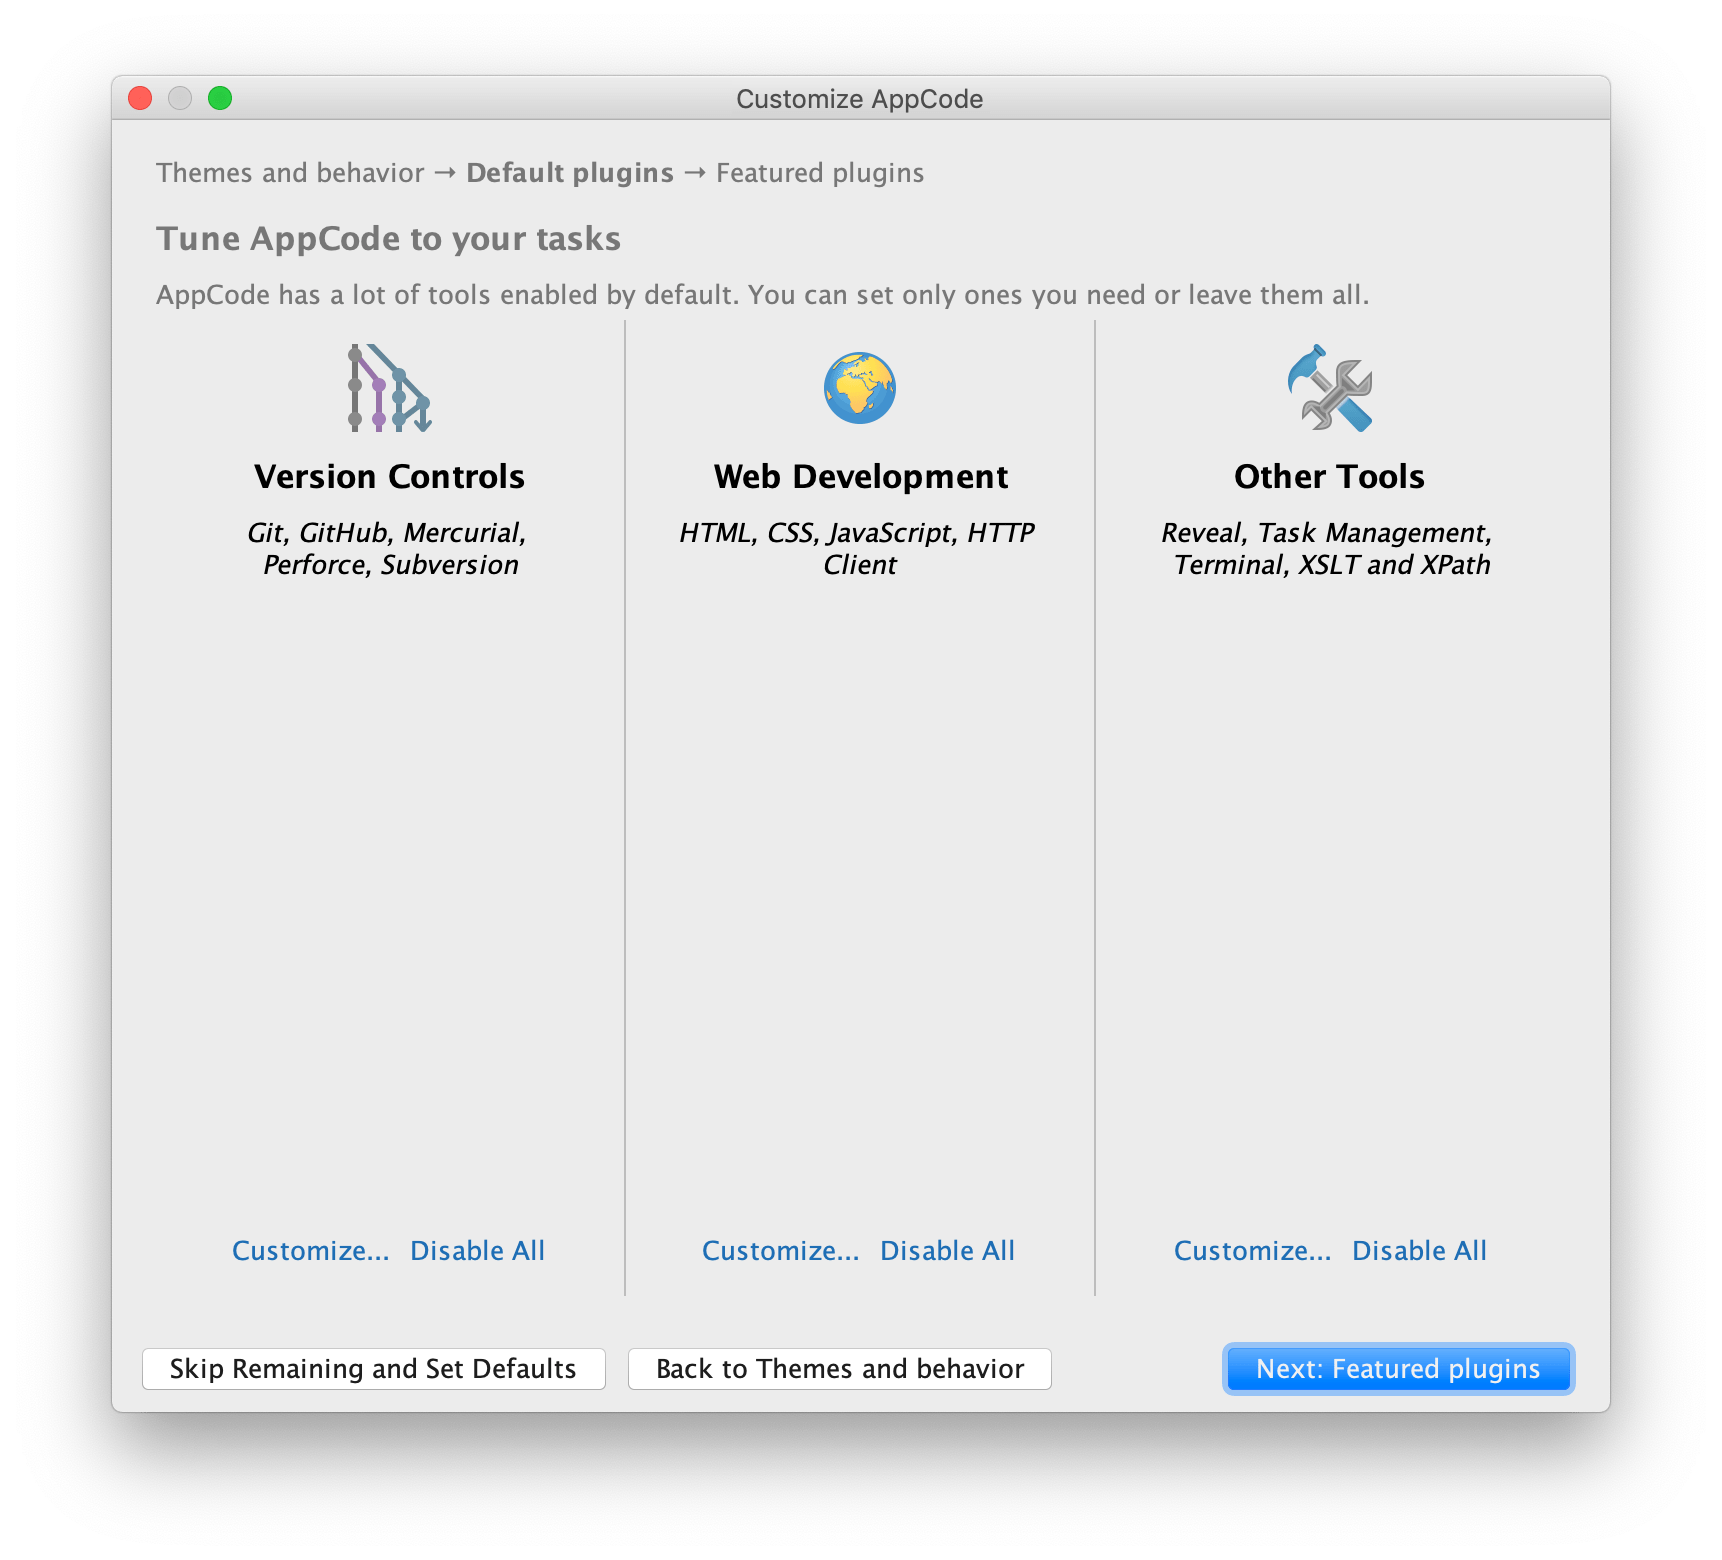 Customize AppCode
Themes and behavior → Default plugins → Featured plugins
Tune AppCode to your tasks
AppCode has a lot of tools enabled by default. You can set only ones you need or leave them all.
Version Controls
Git, GitHub, Mercurial,
Perforce, Subversion
Customize... Disable All
Web Development
HTML, CSS, JavaScript, HTTP
Client
Customize... Disable All
Other Tools
Reveal, Task Management,
Terminal, XSLT and XPath
Customize... Disable All
Skip Remaining and Set Defaults
Back to Themes and behavior
Next: Featured plugins